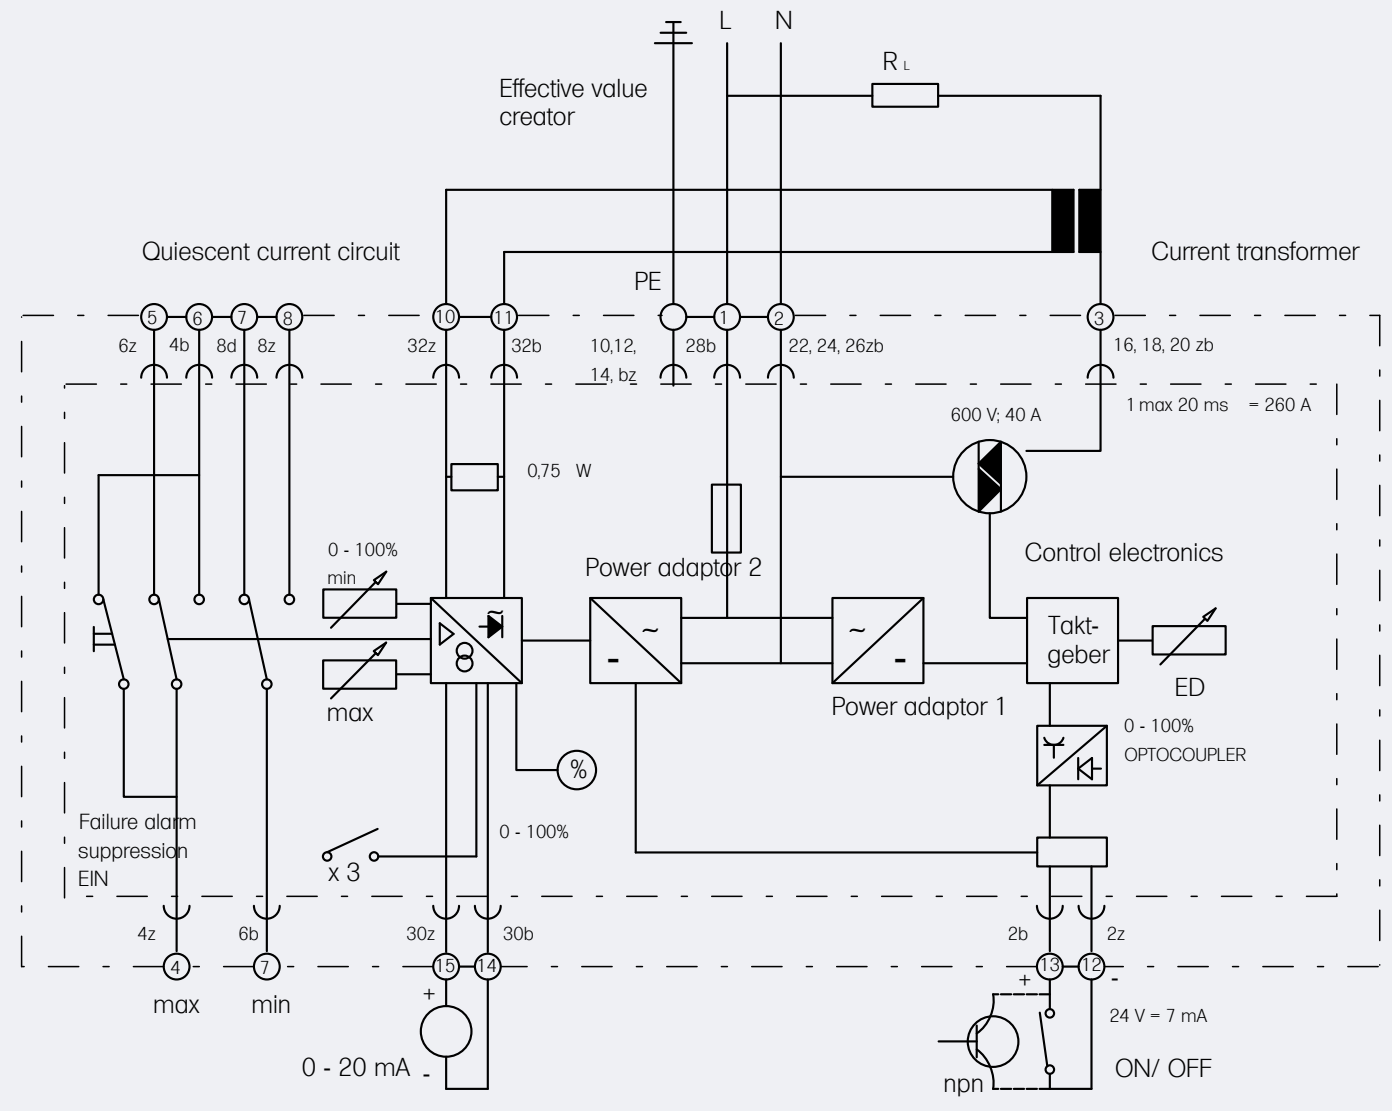 L
N
R L
Effective value
creator
Quiescent current circuit
Current transformer
PE
5
6
7
8
10
11
1
2
3
6z
4b
8d
8z
32z
32b
10,12,
14, bz
28b
22, 24, 26zb
16, 18, 20 zb
1 max 20 ms = 260 A
600 V; 40 A
0,75 W
0 - 100%
min
max
Power adaptor 2
~
-
~
-
Power adaptor 1
Control electronics
Takt-
geber
ED
0 - 100%
OPTOCOUPLER
%
0 - 100%
x 3
Failure alarm
suppression
EIN
4z
6b
30z
30b
2b
2z
4
7
15
14
13
12
max
min
+
-
0 - 20 mA
+
-
24 V = 7 mA
npn
ON/ OFF